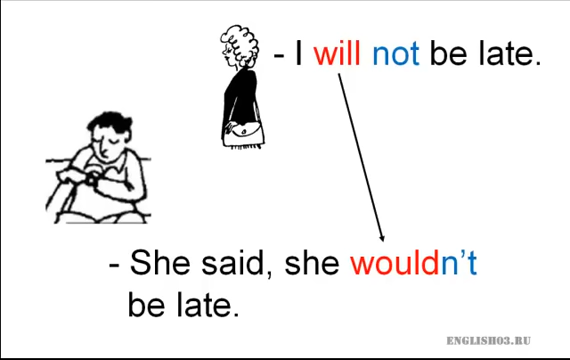 - I will not be late.
- She said, she wouldn't
be late.
ENGLISH03.RU